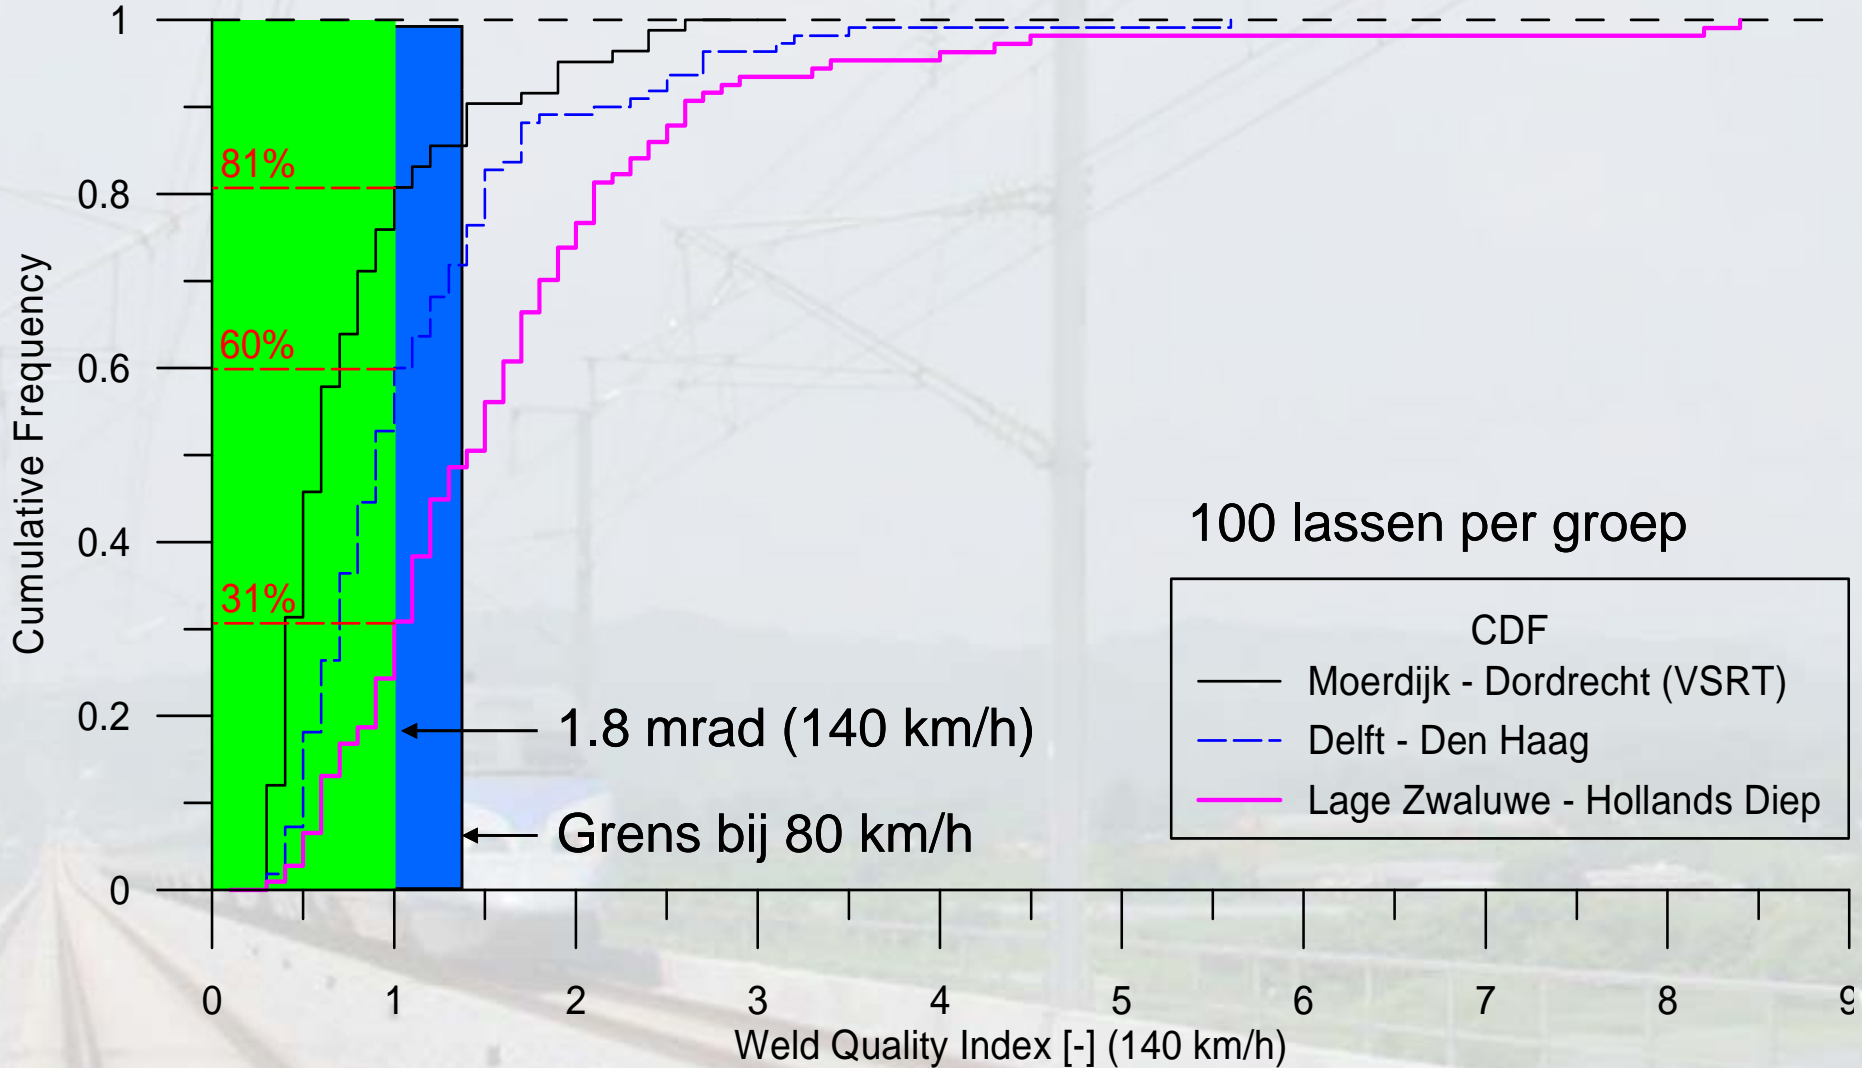 1
0.8
0.6
0.4
0.2
0
Cumulative Frequency
81%
60%
31%
100 lassen per groep
CDF
Moerdijk - Dordrecht (VSRT)
Delft - Den Haag
Lage Zwaluwe - Hollands Diep
1.8 mrad (140 km/h)
Grens bij 80 km/h
0 1 2 3 4 5 6 7 8 9
Weld Quality Index [-] (140 km/h)